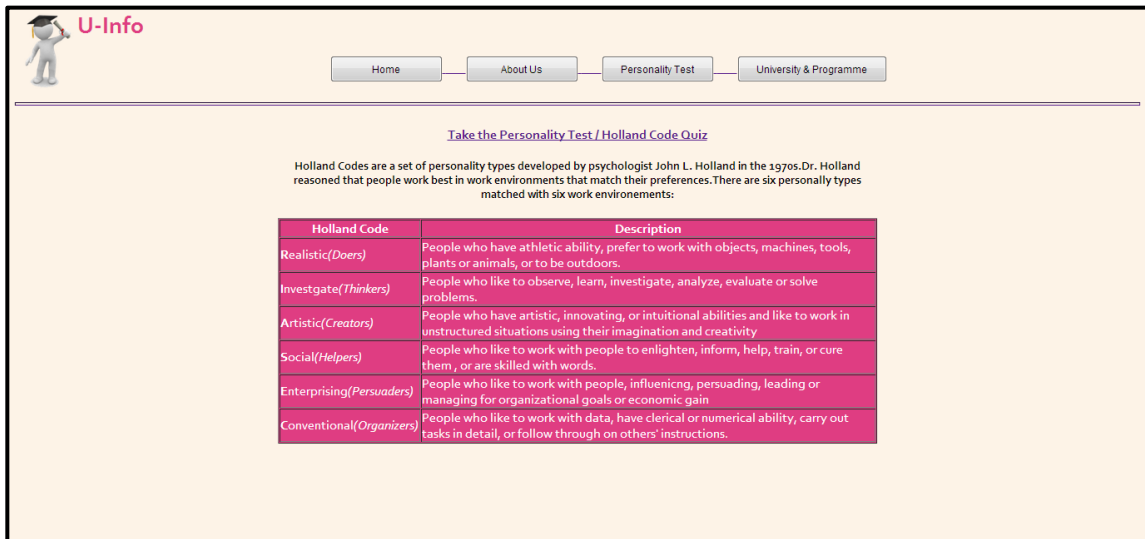 U-Info
Home
About Us
Personality Test
University & Programme
Take the Personality Test / Holland Code Quiz
Holland Codes are a set of personality types developed by psychologist John L. Holland in the 1970s.Dr. Holland
reasoned that people work best in work environments that match their preferences.There are six personally types
matched with six work environements:
Holland Code
Description
Realistic(Doers)
People who have athletic ability, prefer to work with objects, machines, tools,
plants or animals, or to be outdoors.
Investgate(Thinkers)
People who like to observe, learn, investigate, analyze, evaluate or solve
problems.
Artistic(Creators)
People who have artistic, innovating, or intuitional abilities and like to work in
unstructured situations using their imagination and creativity
Social(Helpers)
People who like to work with people to enlighten, inform, help, train, or cure
them , or are skilled with words.
Enterprising(Persuaders)
People who like to work with people, influenicng, persuading, leading or
managing for organizational goals or economic gain
Conventional(Organizers)
People who like to work with data, have clerical or numerical ability, carry out
tasks in detail, or follow through on others' instructions.